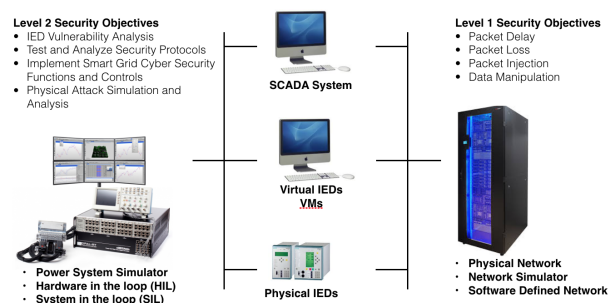 Level 2 Security Objectives
• IED Vulnerability Analysis
• Test and Analyze Security Protocols
• Implement Smart Grid Cyber Security
Functions and Controls
• Physical Attack Simulation and
Analysis
• Power System Simulator
• Hardware in the loop (HIL)
• System in the loop (SIL)
SCADA System
Virtual IEDs
VMs
Physical IEDs
Level 1 Security Objectives
• Packet Delay
• Packet Loss
• Packet Injection
• Data Manipulation
• Physical Network
• Network Simulator
• Software Defined Network